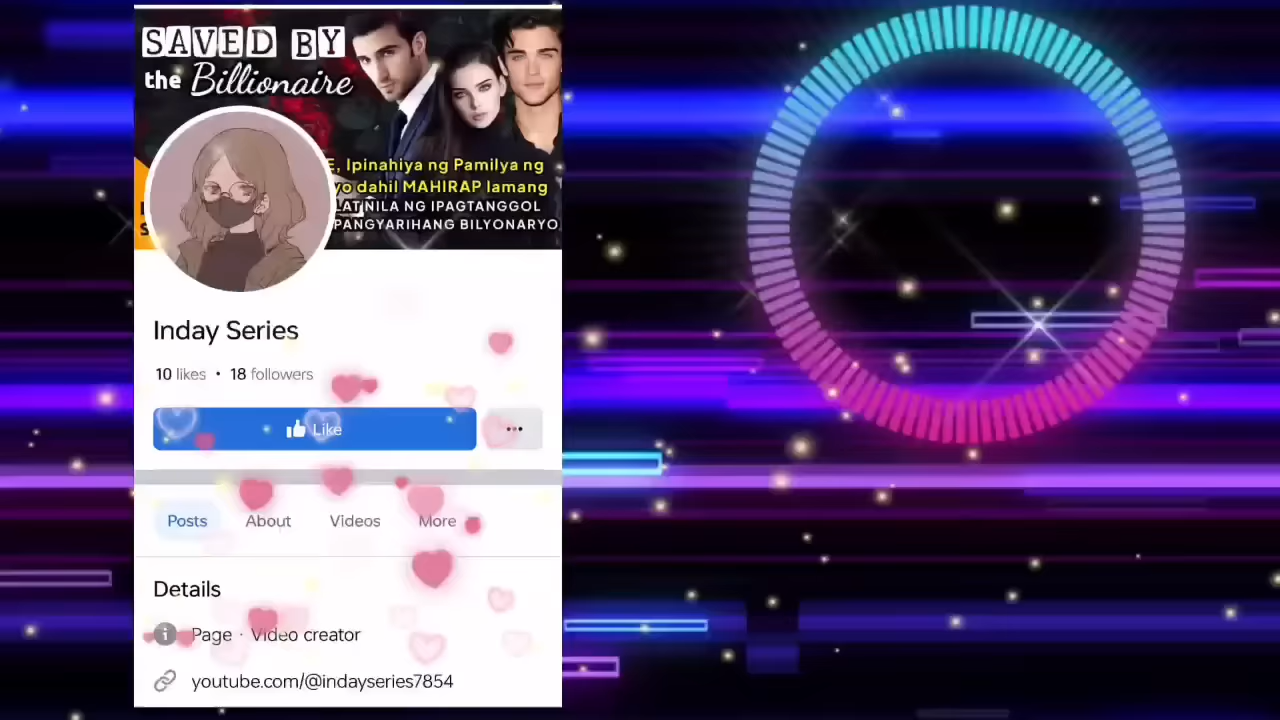 SAVED BY
the Billionaire
E, Ipinahiya ng Pamilya ng
yo dahil MAHIRAP lamang
LAT NILA NG IPAGTANGGOL
PANGYARIHANG BILYONARYO
Inday Series
10 likes • 18 followers
Like
Posts About Videos More
Details
Page · Video creator
youtube.com/@indayseries7854